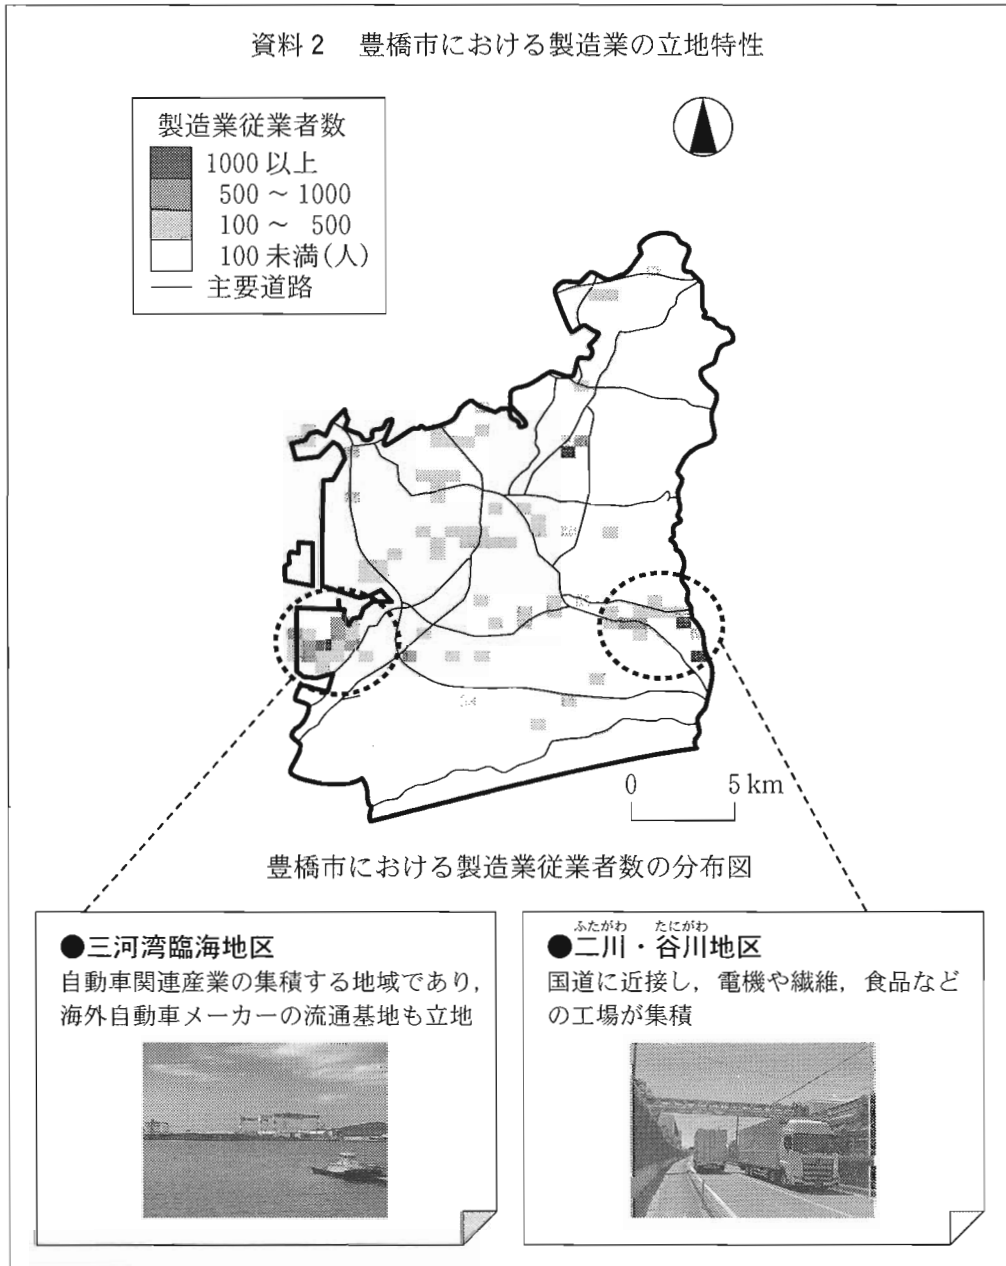 資料2 豊橋市における製造業の立地特性
製造業従業者数
1000以上
500～1000
100～500
100未満(人)
主要道路
0 5km
豊橋市における製造業従業者数の分布図
●三河湾臨海地区
自動車関連産業の集積する地域であり,
海外自動車メーカーの流通基地も立地
ふたがわ たにがわ
●二川・谷川地区
国道に近接し，電機や繊維，食品など
の工場が集積